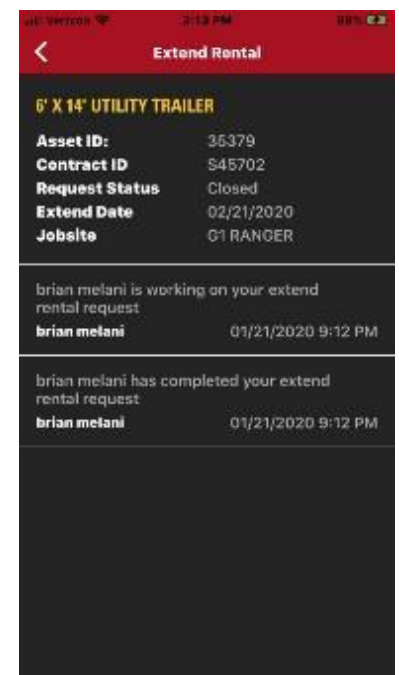 Verizon
3:13 PM
Extend Rental
6' X 14' UTILITY TRAILER
Asset ID: 35379
Contract ID S45702
Request Status Closed
Extend Date 02/21/2020
Jobsite G1 RANGER
brian melani is working on your extend
rental request
brian melani 01/21/2020 9:12 PM
brian melani has completed your extend
rental request
brian melani 01/21/2020 9:12 PM